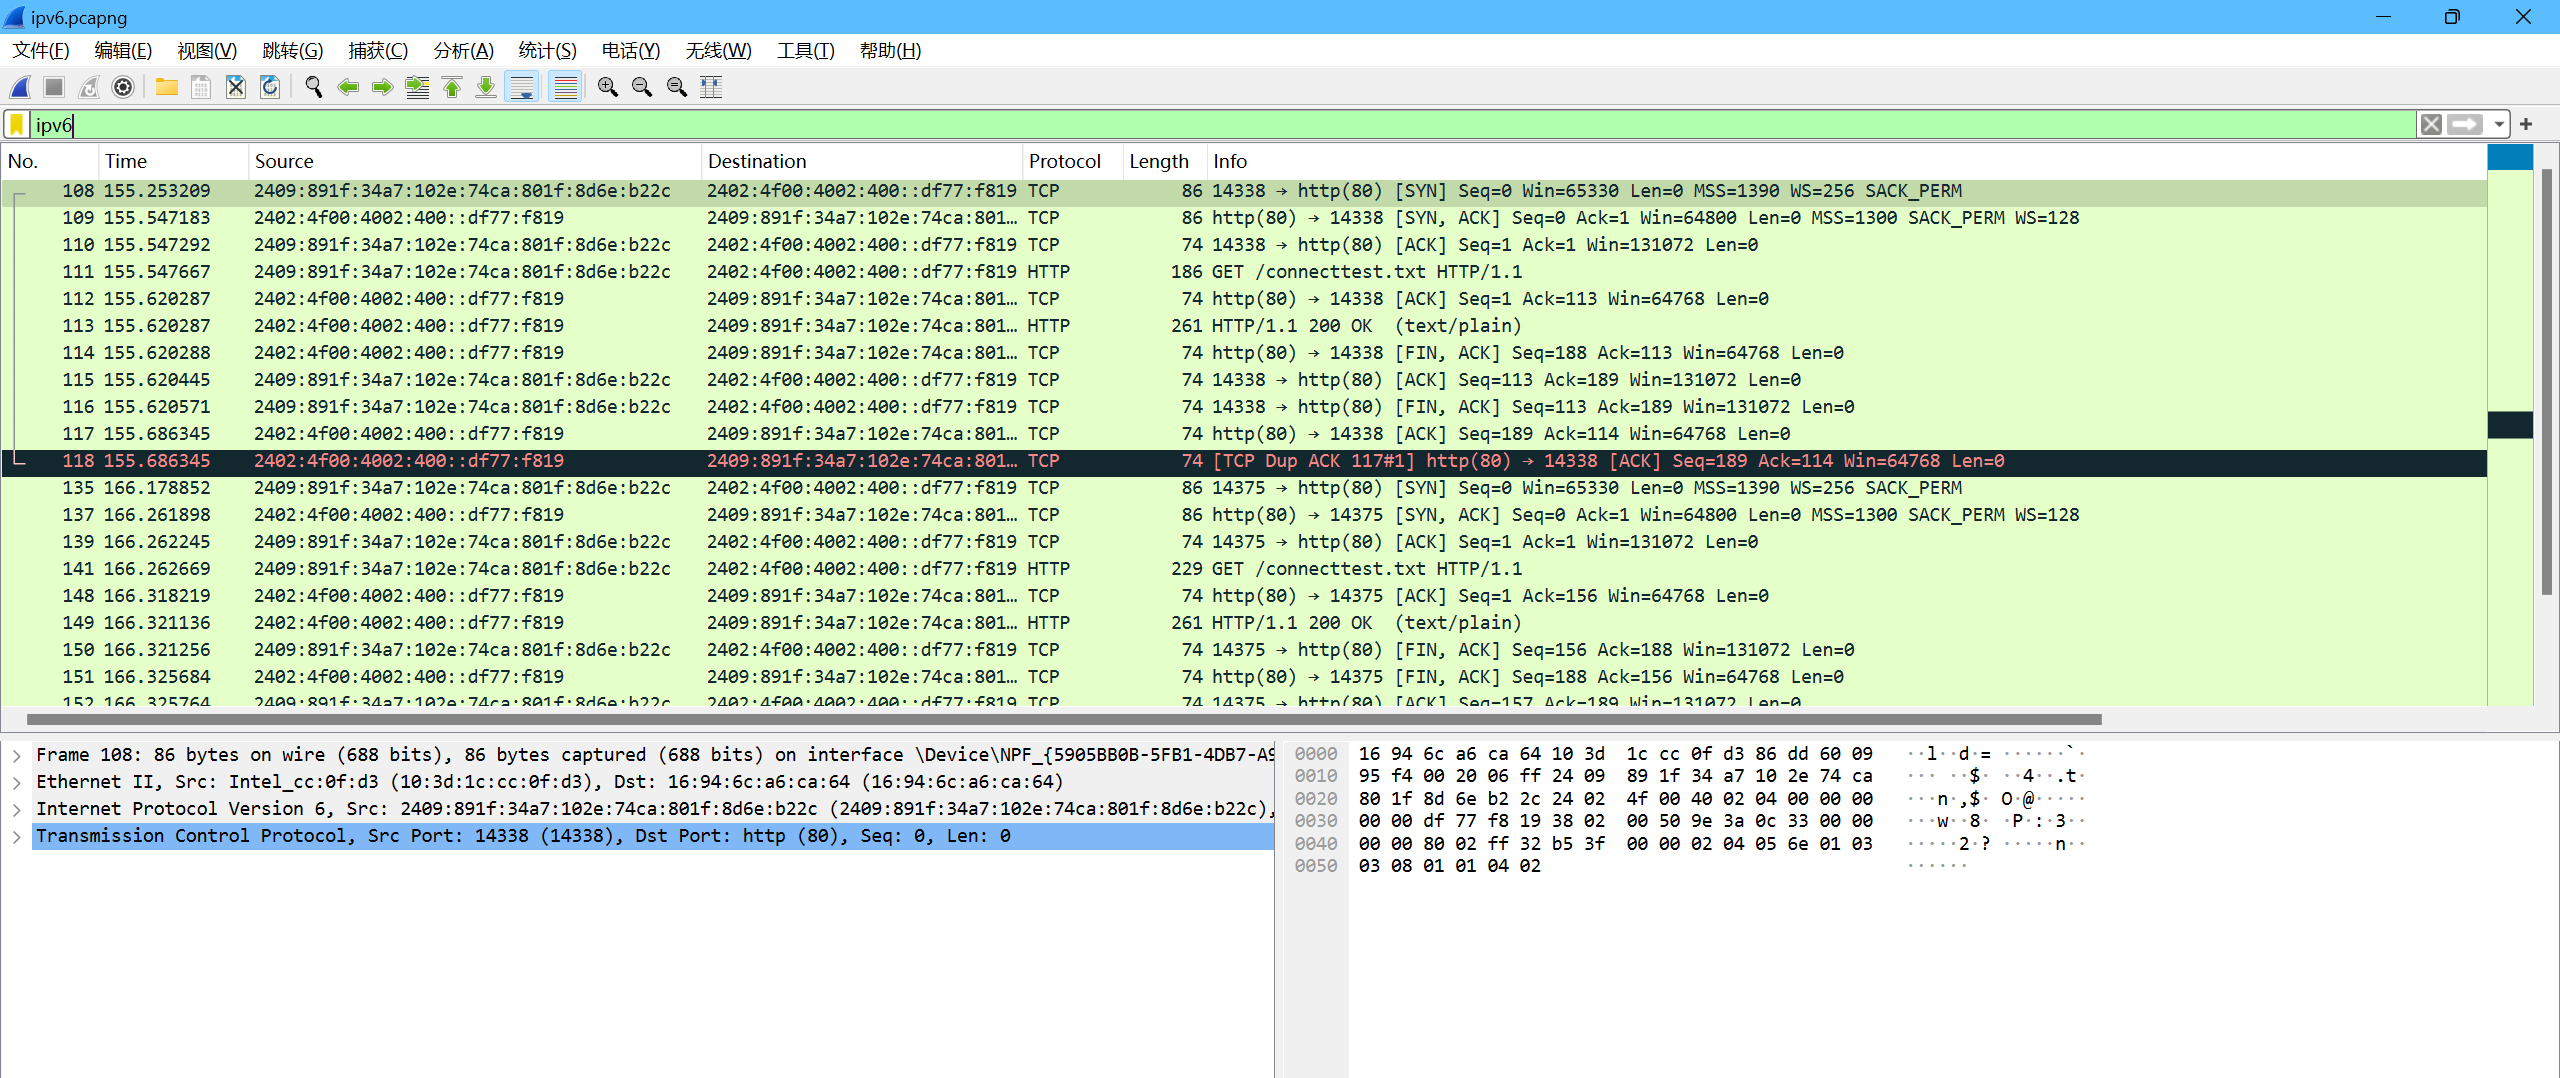 ipv6.pcapng
文件(F) 编辑(E) 视图(V) 跳转(G) 捕获(C) 分析(A) 统计(S) 电话(Y) 无线(W) 工具(T) 帮助(H)
ipv6
No. Time Source Destination Protocol Length Info
108 155.253209 2409:891f:34a7:102e:74ca:801f:8d6e:b22c 2402:4f00:4002:400::df77:f819 TCP 86 14338 → http(80) [SYN] Seq=0 Win=65330 Len=0 MSS=1390 WS=256 SACK_PERM
109 155.547183 2402:4f00:4002:400::df77:f819 2409:891f:34a7:102e:74ca:801… TCP 86 http(80) → 14338 [SYN, ACK] Seq=0 Ack=1 Win=64800 Len=0 MSS=1300 SACK_PERM WS=128
110 155.547292 2409:891f:34a7:102e:74ca:801f:8d6e:b22c 2402:4f00:4002:400::df77:f819 TCP 74 14338 → http(80) [ACK] Seq=1 Ack=1 Win=131072 Len=0
111 155.547667 2409:891f:34a7:102e:74ca:801f:8d6e:b22c 2402:4f00:4002:400::df77:f819 HTTP 186 GET /connecttest.txt HTTP/1.1
112 155.620287 2402:4f00:4002:400::df77:f819 2409:891f:34a7:102e:74ca:801… TCP 74 http(80) → 14338 [ACK] Seq=1 Ack=113 Win=64768 Len=0
113 155.620287 2402:4f00:4002:400::df77:f819 2409:891f:34a7:102e:74ca:801… HTTP 261 HTTP/1.1 200 OK  (text/plain)
114 155.620288 2402:4f00:4002:400::df77:f819 2409:891f:34a7:102e:74ca:801… TCP 74 http(80) → 14338 [FIN, ACK] Seq=188 Ack=113 Win=64768 Len=0
115 155.620445 2409:891f:34a7:102e:74ca:801f:8d6e:b22c 2402:4f00:4002:400::df77:f819 TCP 74 14338 → http(80) [ACK] Seq=113 Ack=189 Win=131072 Len=0
116 155.620571 2409:891f:34a7:102e:74ca:801f:8d6e:b22c 2402:4f00:4002:400::df77:f819 TCP 74 14338 → http(80) [FIN, ACK] Seq=113 Ack=189 Win=131072 Len=0
117 155.686345 2402:4f00:4002:400::df77:f819 2409:891f:34a7:102e:74ca:801… TCP 74 http(80) → 14338 [ACK] Seq=189 Ack=114 Win=64768 Len=0
118 155.686345 2402:4f00:4002:400::df77:f819 2409:891f:34a7:102e:74ca:801… TCP 74 [TCP Dup ACK 117#1] http(80) → 14338 [ACK] Seq=189 Ack=114 Win=64768 Len=0
135 166.178852 2409:891f:34a7:102e:74ca:801f:8d6e:b22c 2402:4f00:4002:400::df77:f819 TCP 86 14375 → http(80) [SYN] Seq=0 Win=65330 Len=0 MSS=1390 WS=256 SACK_PERM
137 166.261898 2402:4f00:4002:400::df77:f819 2409:891f:34a7:102e:74ca:801… TCP 86 http(80) → 14375 [SYN, ACK] Seq=0 Ack=1 Win=64800 Len=0 MSS=1300 SACK_PERM WS=128
139 166.262245 2409:891f:34a7:102e:74ca:801f:8d6e:b22c 2402:4f00:4002:400::df77:f819 TCP 74 14375 → http(80) [ACK] Seq=1 Ack=1 Win=131072 Len=0
141 166.262669 2409:891f:34a7:102e:74ca:801f:8d6e:b22c 2402:4f00:4002:400::df77:f819 HTTP 229 GET /connecttest.txt HTTP/1.1
148 166.318219 2402:4f00:4002:400::df77:f819 2409:891f:34a7:102e:74ca:801… TCP 74 http(80) → 14375 [ACK] Seq=1 Ack=156 Win=64768 Len=0
149 166.321136 2402:4f00:4002:400::df77:f819 2409:891f:34a7:102e:74ca:801… HTTP 261 HTTP/1.1 200 OK  (text/plain)
150 166.321256 2409:891f:34a7:102e:74ca:801f:8d6e:b22c 2402:4f00:4002:400::df77:f819 TCP 74 14375 → http(80) [FIN, ACK] Seq=156 Ack=188 Win=131072 Len=0
151 166.325684 2402:4f00:4002:400::df77:f819 2409:891f:34a7:102e:74ca:801… TCP 74 http(80) → 14375 [FIN, ACK] Seq=188 Ack=156 Win=64768 Len=0
152 166.325764 2409:891f:34a7:102e:74ca:801f:8d6e:b22c 2402:4f00:4002:400::df77:f819 TCP 74 14375 → http(80) [ACK] Seq=157 Ack=189 Win=131072 Len=0
Frame 108: 86 bytes on wire (688 bits), 86 bytes captured (688 bits) on interface \Device\NPF_{5905BB0B-5FB1-4DB7-A9
Ethernet II, Src: Intel_cc:0f:d3 (10:3d:1c:cc:0f:d3), Dst: 16:94:6c:a6:ca:64 (16:94:6c:a6:ca:64)
Internet Protocol Version 6, Src: 2409:891f:34a7:102e:74ca:801f:8d6e:b22c (2409:891f:34a7:102e:74ca:801f:8d6e:b22c),
Transmission Control Protocol, Src Port: 14338 (14338), Dst Port: http (80), Seq: 0, Len: 0
0000 16 94 6c a6 ca 64 10 3d 1c cc 0f d3 86 dd 60 09 ··l··d·= ······`·
0010 95 f4 00 20 06 ff 24 09 89 1f 34 a7 10 2e 74 ca ··· ··$· ··4··.t·
0020 80 1f 8d 6e b2 2c 24 02 4f 00 40 02 04 00 00 00 ···n·,$· O·@·····
0030 00 00 df 77 f8 19 38 02 00 50 9e 3a 0c 33 00 00 ···w··8· ·P·:·3··
0040 00 00 80 02 ff 32 b5 3f 00 00 02 04 05 6e 01 03 ·····2·? ·····n··
0050 03 08 01 01 04 02 ······